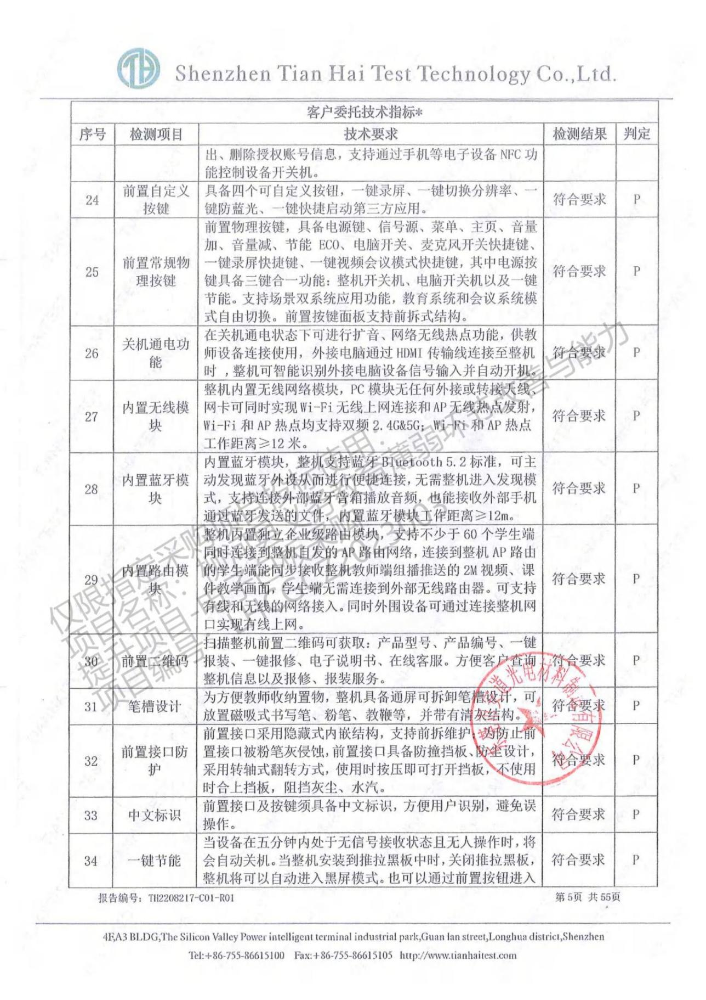 Shenzhen Tian Hai Test Technology Co.,Ltd.
客户委托技术指标*
序号 检测项目 技术要求 检测结果 判定
出、删除授权账号信息，支持通过手机等电子设备 NFC 功
能控制设备开关机。
24 前置自定义 按键 具备四个可自定义按钮，一键录屏、一键切换分辨率、一 符合要求 P
键防蓝光、一键快捷启动第三方应用。
25 前置常规物 理按键 前置物理按键，具备电源键、信号源、菜单、主页、音量 符合要求 P
加、音量减、节能 ECO、电脑开关、麦克风开关快捷键、
一键录屏快捷键、一键视频会议模式快捷键，其中电源按
键具备三键合一功能：整机开关机、电脑开关机以及一键
节能。支持场景双系统应用功能，教育系统和会议系统模
式自由切换。前置按键面板支持前拆式结构。
26 关机通电功 能 在关机通电状态下可进行扩音、网络无线热点功能，供教 符合要求 P
师设备连接使用，外接电脑通过 HDMI 传输线连接至整机
时，整机可智能识别外接电脑设备信号输入并自动开机。
27 内置无线模 块 整机内置无线网络模块，PC 模块无任何外接或转接天线、 符合要求 P
网卡可同时实现 Wi-Fi 无线上网连接和 AP 无线热点发射，
Wi-Fi 和 AP 热点均支持双频 2.4G&5G；Wi-Fi 和 AP 热点
工作距离≥12 米。
28 内置蓝牙模 块 内置蓝牙模块，整机支持蓝牙 Bluetooth 5.2 标准，可主 符合要求 P
动发现蓝牙外设从而进行便捷连接，无需整机进入发现模
式，支持连接外部蓝牙音箱播放音频，也能接收外部手机
通过蓝牙发送的文件，内置蓝牙模块工作距离≥12m。
29 内置路由模 块 整机内置独立企业级路由模块，支持不少于 60 个学生端 符合要求 P
同时连接到整机自发的 AP 路由网络，连接到整机 AP 路由
的学生端能同步接收整机教师端组播推送的 2M 视频、课
件教学画面，学生端无需连接到外部无线路由器。可支持
有线和无线的网络接入。同时外围设备可通过连接整机网
口实现有线上网。
30 前置二维码 扫描整机前置二维码可获取：产品型号、产品编号、一键 符合要求 P
报装、一键报修、电子说明书、在线客服。方便客户查询
整机信息以及报修、报装服务。
31 笔槽设计 为方便教师收纳置物，整机具备通屏可拆卸笔槽设计，可 符合要求 P
放置磁吸式书写笔、粉笔、教鞭等，并带有清灰结构。
32 前置接口防 护 前置接口采用隐藏式内嵌结构，支持前拆维护；为防止前 符合要求 P
置接口被粉笔灰侵蚀，前置接口具备防撞挡板、防尘设计，
采用转轴式翻转方式，使用时按压即可打开挡板，不使用
时合上挡板，阻挡灰尘、水汽。
33 中文标识 前置接口及按键须具备中文标识，方便用户识别，避免误 符合要求 P
操作。
34 一键节能 当设备在五分钟内处于无信号接收状态且无人操作时，将 符合要求 P
会自动关机。当整机安装到推拉黑板中时，关闭推拉黑板，
整机将可以自动进入黑屏模式。也可以通过前置按钮进入
仅限指定采购项目投标使用：
光电材料制品有限公司
报告编号：TH2208217-C01-R01 第 5页 共 55页
4F,A3 BLDG,The Silicon Valley Power intelligent terminal industrial park,Guan lan street,Longhua district,Shenzhen
Tel:+86-755-86615100 Fax:+86-755-86615105 http://www.tianhaitest.com